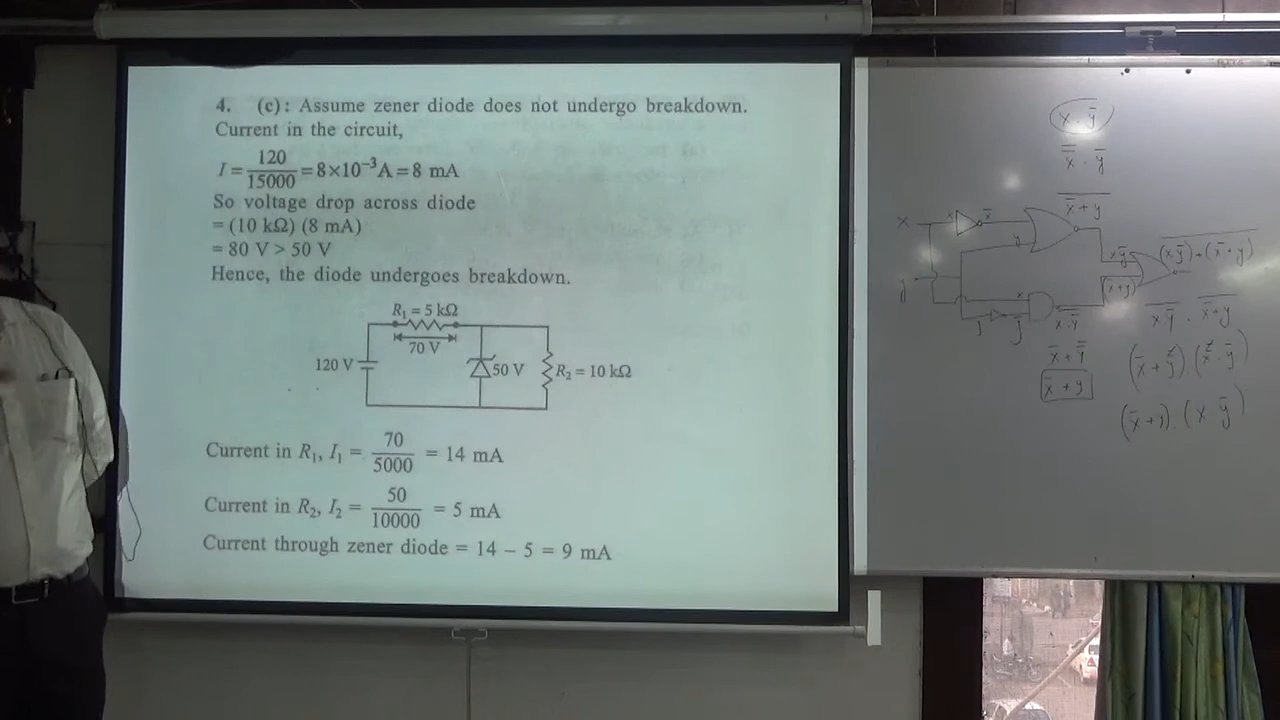 4. (c): Assume zener diode does not undergo breakdown.
Current in the circuit,
I = 120/15000 = 8×10⁻³A = 8 mA
So voltage drop across diode
= (10 kΩ) (8 mA)
= 80 V > 50 V
Hence, the diode undergoes breakdown.
R₁ = 5 kΩ
70 V
120 V
50 V
R₂ = 10 kΩ
Current in R₁, I₁ = 70/5000 = 14 mA
Current in R₂, I₂ = 50/10000 = 5 mA
Current through zener diode = 14 – 5 = 9 mA
x . ȳ
x
x̄
y
x̄ + y